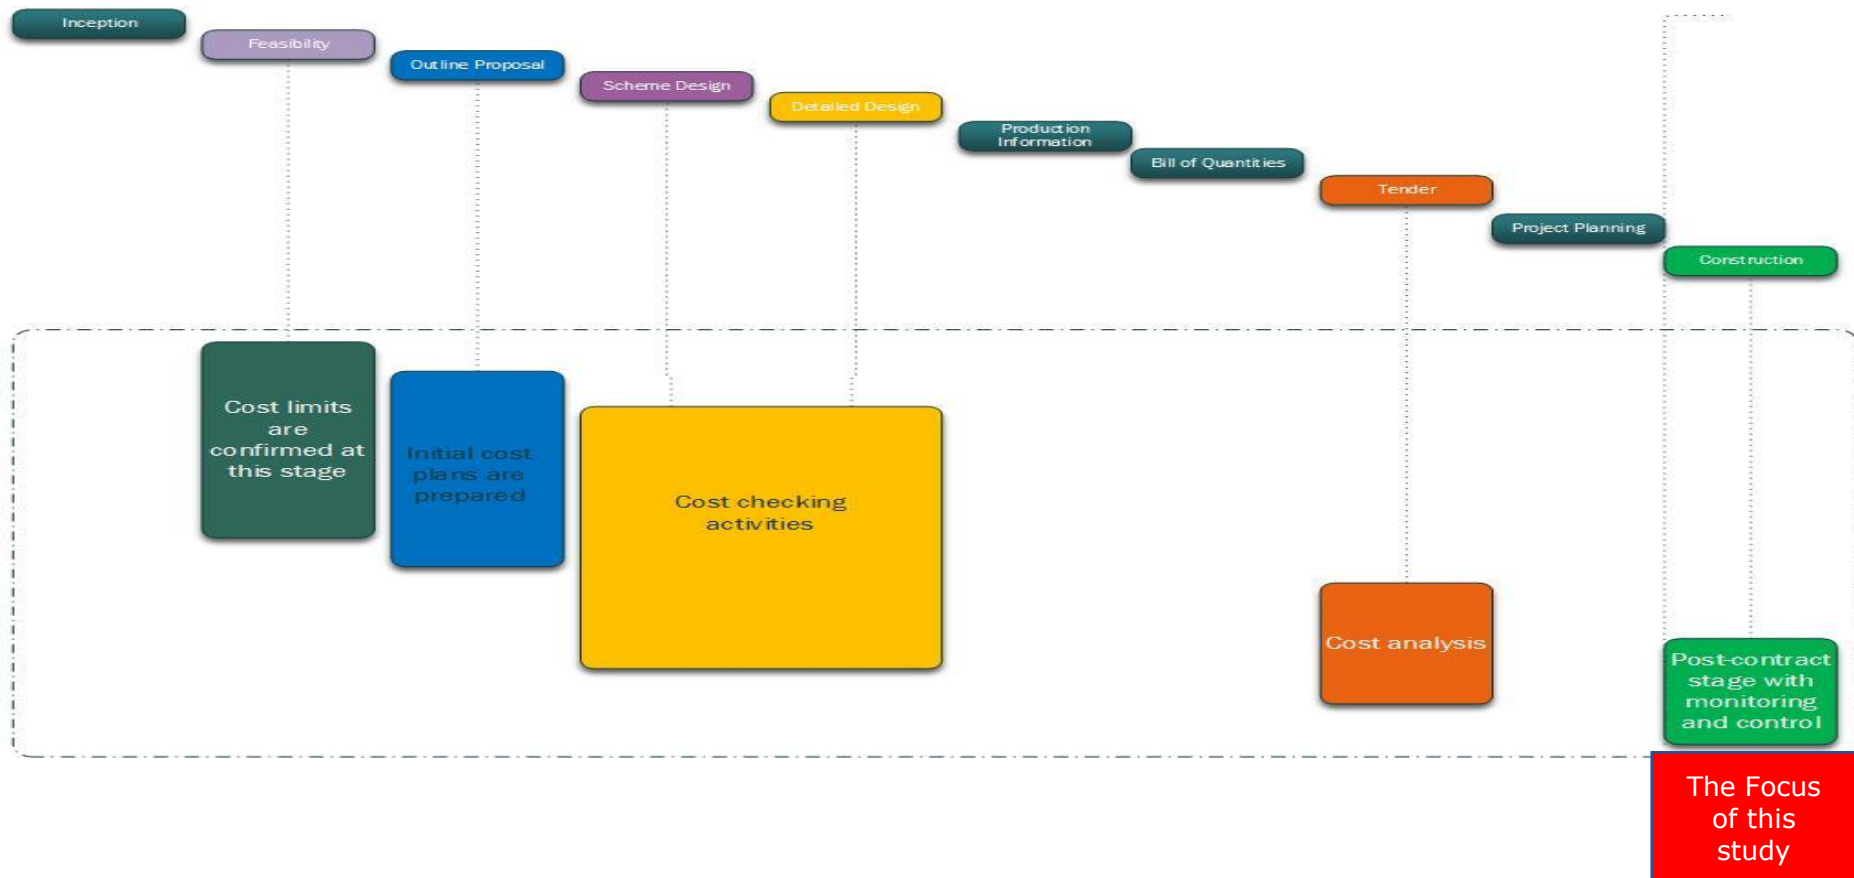 Inception
Feasibility
Outline Proposal
Scheme Design
Detailed Design
Production
Information
Bill of Quantities
Tender
Project Planning
Construction
Cost limits
are
confirmed at
this stage
Initial cost
plans are
prepared
Cost checking
activities
Cost analysis
Post-contract
stage with
monitoring
and control
The Focus
of this
study